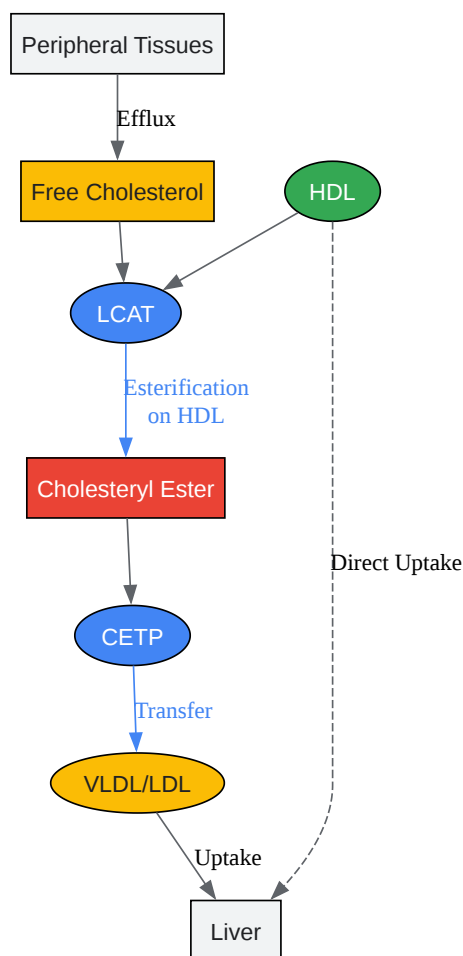 Peripheral Tissues
Efflux
Free Cholesterol
HDL
LCAT
Esterification
on HDL
Cholesteryl Ester
Direct Uptake
CETP
Transfer
VLDL/LDL
Uptake
Liver